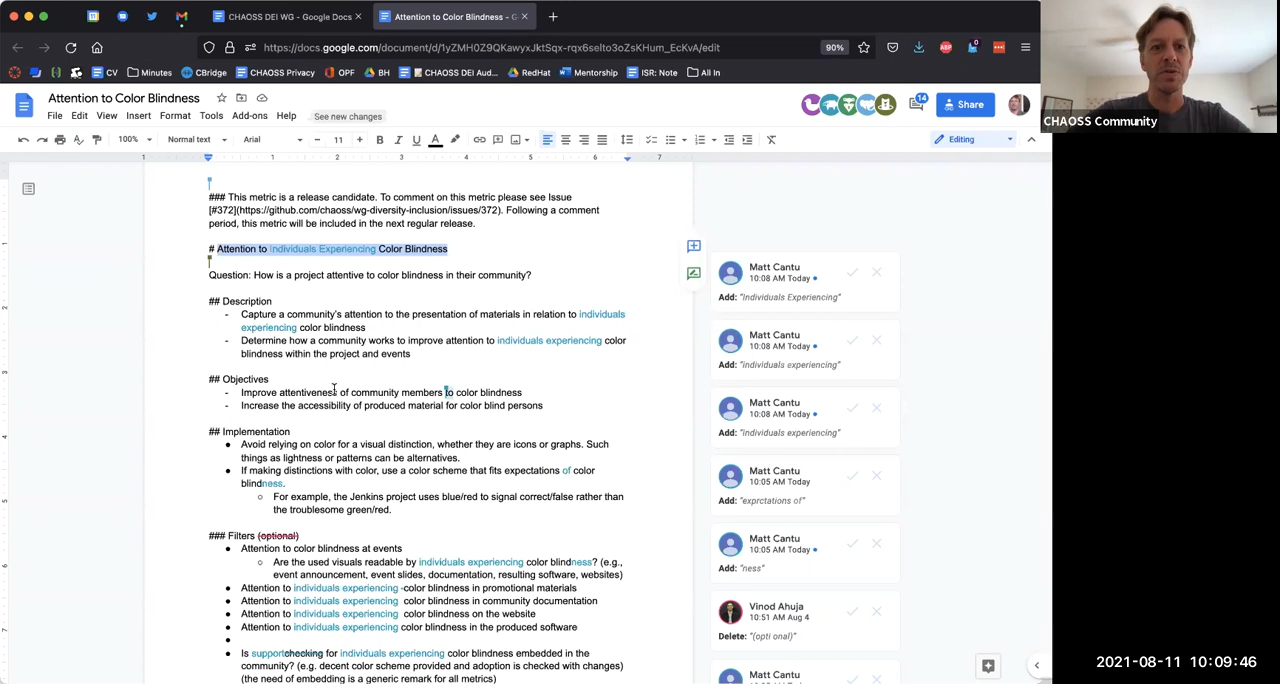 CHAOSS DEI WG - Google Docs
Attention to Color Blindness - G
https://docs.google.com/document/d/1yZMH0Z9QKawyxJktSqx-rqx6selto3oZsKHum_EcKvA/edit
90%
CV
Minutes
CBridge
CHAOSS Privacy
OPF
BH
CHAOSS DEI Aud...
RedHat
Mentorship
ISR: Note
All In
CHAOSS Community
Attention to Color Blindness
File Edit View Insert Format Tools Add-ons Help
See new changes
14
Share
100%
Normal text
Arial
11
Editing
### This metric is a release candidate. To comment on this metric please see Issue
[#372](https://github.com/chaoss/wg-diversity-inclusion/issues/372). Following a comment
period, this metric will be included in the next regular release.
# Attention to Individuals Experiencing Color Blindness
Question: How is a project attentive to color blindness in their community?
## Description
- Capture a community's attention to the presentation of materials in relation to individuals
experiencing color blindness
- Determine how a community works to improve attention to individuals experiencing color
blindness within the project and events
## Objectives
- Improve attentiveness of community members to color blindness
- Increase the accessibility of produced material for color blind persons
## Implementation
● Avoid relying on color for a visual distinction, whether they are icons or graphs. Such
things as lightness or patterns can be alternatives.
● If making distinctions with color, use a color scheme that fits expectations of color
blindness.
○ For example, the Jenkins project uses blue/red to signal correct/false rather than
the troublesome green/red.
### Filters (optional)
● Attention to color blindness at events
○ Are the used visuals readable by individuals experiencing color blindness? (e.g.,
event announcement, event slides, documentation, resulting software, websites)
● Attention to individuals experiencing -color blindness in promotional materials
● Attention to individuals experiencing color blindness in community documentation
● Attention to individuals experiencing color blindness on the website
● Attention to individuals experiencing color blindness in the produced software
●
● Is supportchecking for individuals experiencing color blindness embedded in the
community? (e.g. decent color scheme provided and adoption is checked with changes)
(the need of embedding is a generic remark for all metrics)
Matt Cantu
10:08 AM Today
Add: "Individuals Experiencing"
Matt Cantu
10:08 AM Today
Add: "individuals experiencing"
Matt Cantu
10:08 AM Today
Add: "individuals experiencing"
Matt Cantu
10:05 AM Today
Add: "exprctations of"
Matt Cantu
10:05 AM Today
Add: "ness"
Vinod Ahuja
10:51 AM Aug 4
Delete: "(opti onal)"
Matt Cantu
2021-08-11 10:09:46